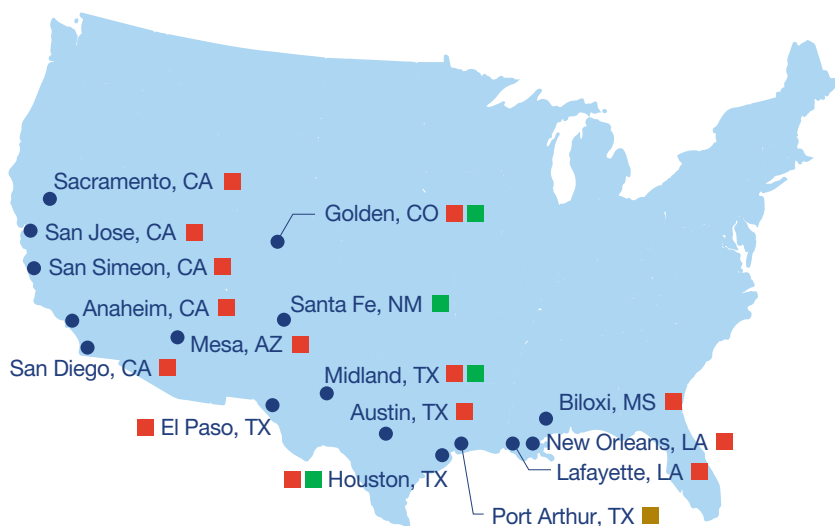 Sacramento, CA
Golden, CO
San Jose, CA
San Simeon, CA
Anaheim, CA
Santa Fe, NM
Mesa, AZ
San Diego, CA
Midland, TX
Austin, TX
Biloxi, MS
El Paso, TX
New Orleans, LA
Lafayette, LA
Houston, TX
Port Arthur, TX